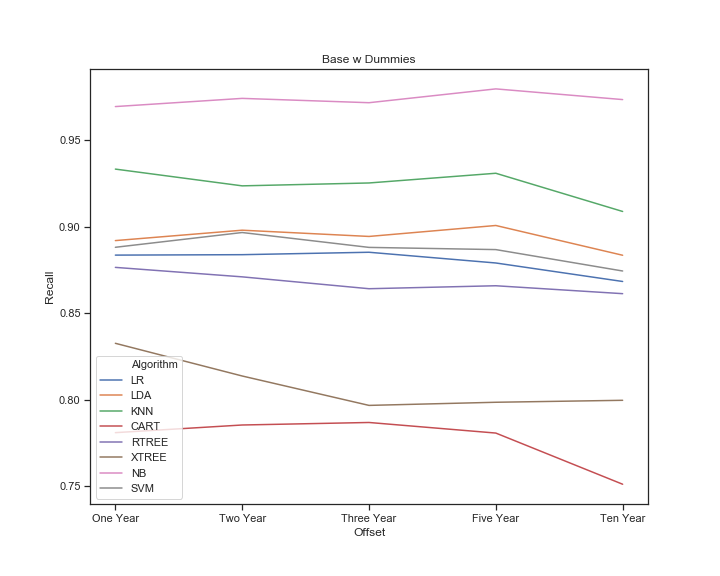 Base w Dummies
Recall
0.95
0.90
0.85
0.80
0.75
Algorithm
LR
LDA
KNN
CART
RTREE
XTREE
NB
SVM
One Year
Two Year
Three Year
Five Year
Ten Year
Offset